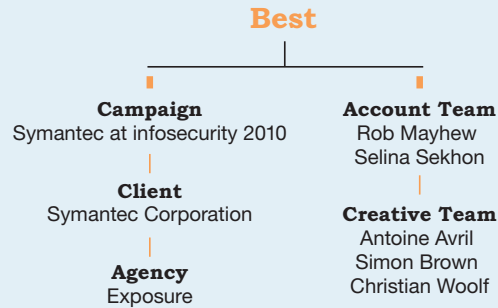 Best
Campaign
Symantec at infosecurity 2010
Client
Symantec Corporation
Agency
Exposure
Account Team
Rob Mayhew
Selina Sekhon
Creative Team
Antoine Avril
Simon Brown
Christian Woolf